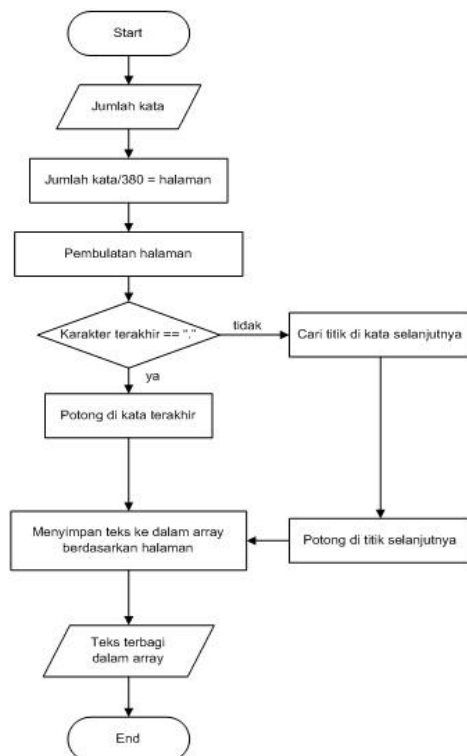 Start
Jumlah kata
Jumlah kata/380 = halaman
Pembulatan halaman
Karakter terakhir == "."
tidak
Cari titik di kata selanjutnya
ya
Potong di kata terakhir
Menyimpan teks ke dalam array
berdasarkan halaman
Potong di titik selanjutnya
Teks terbagi
dalam array
End